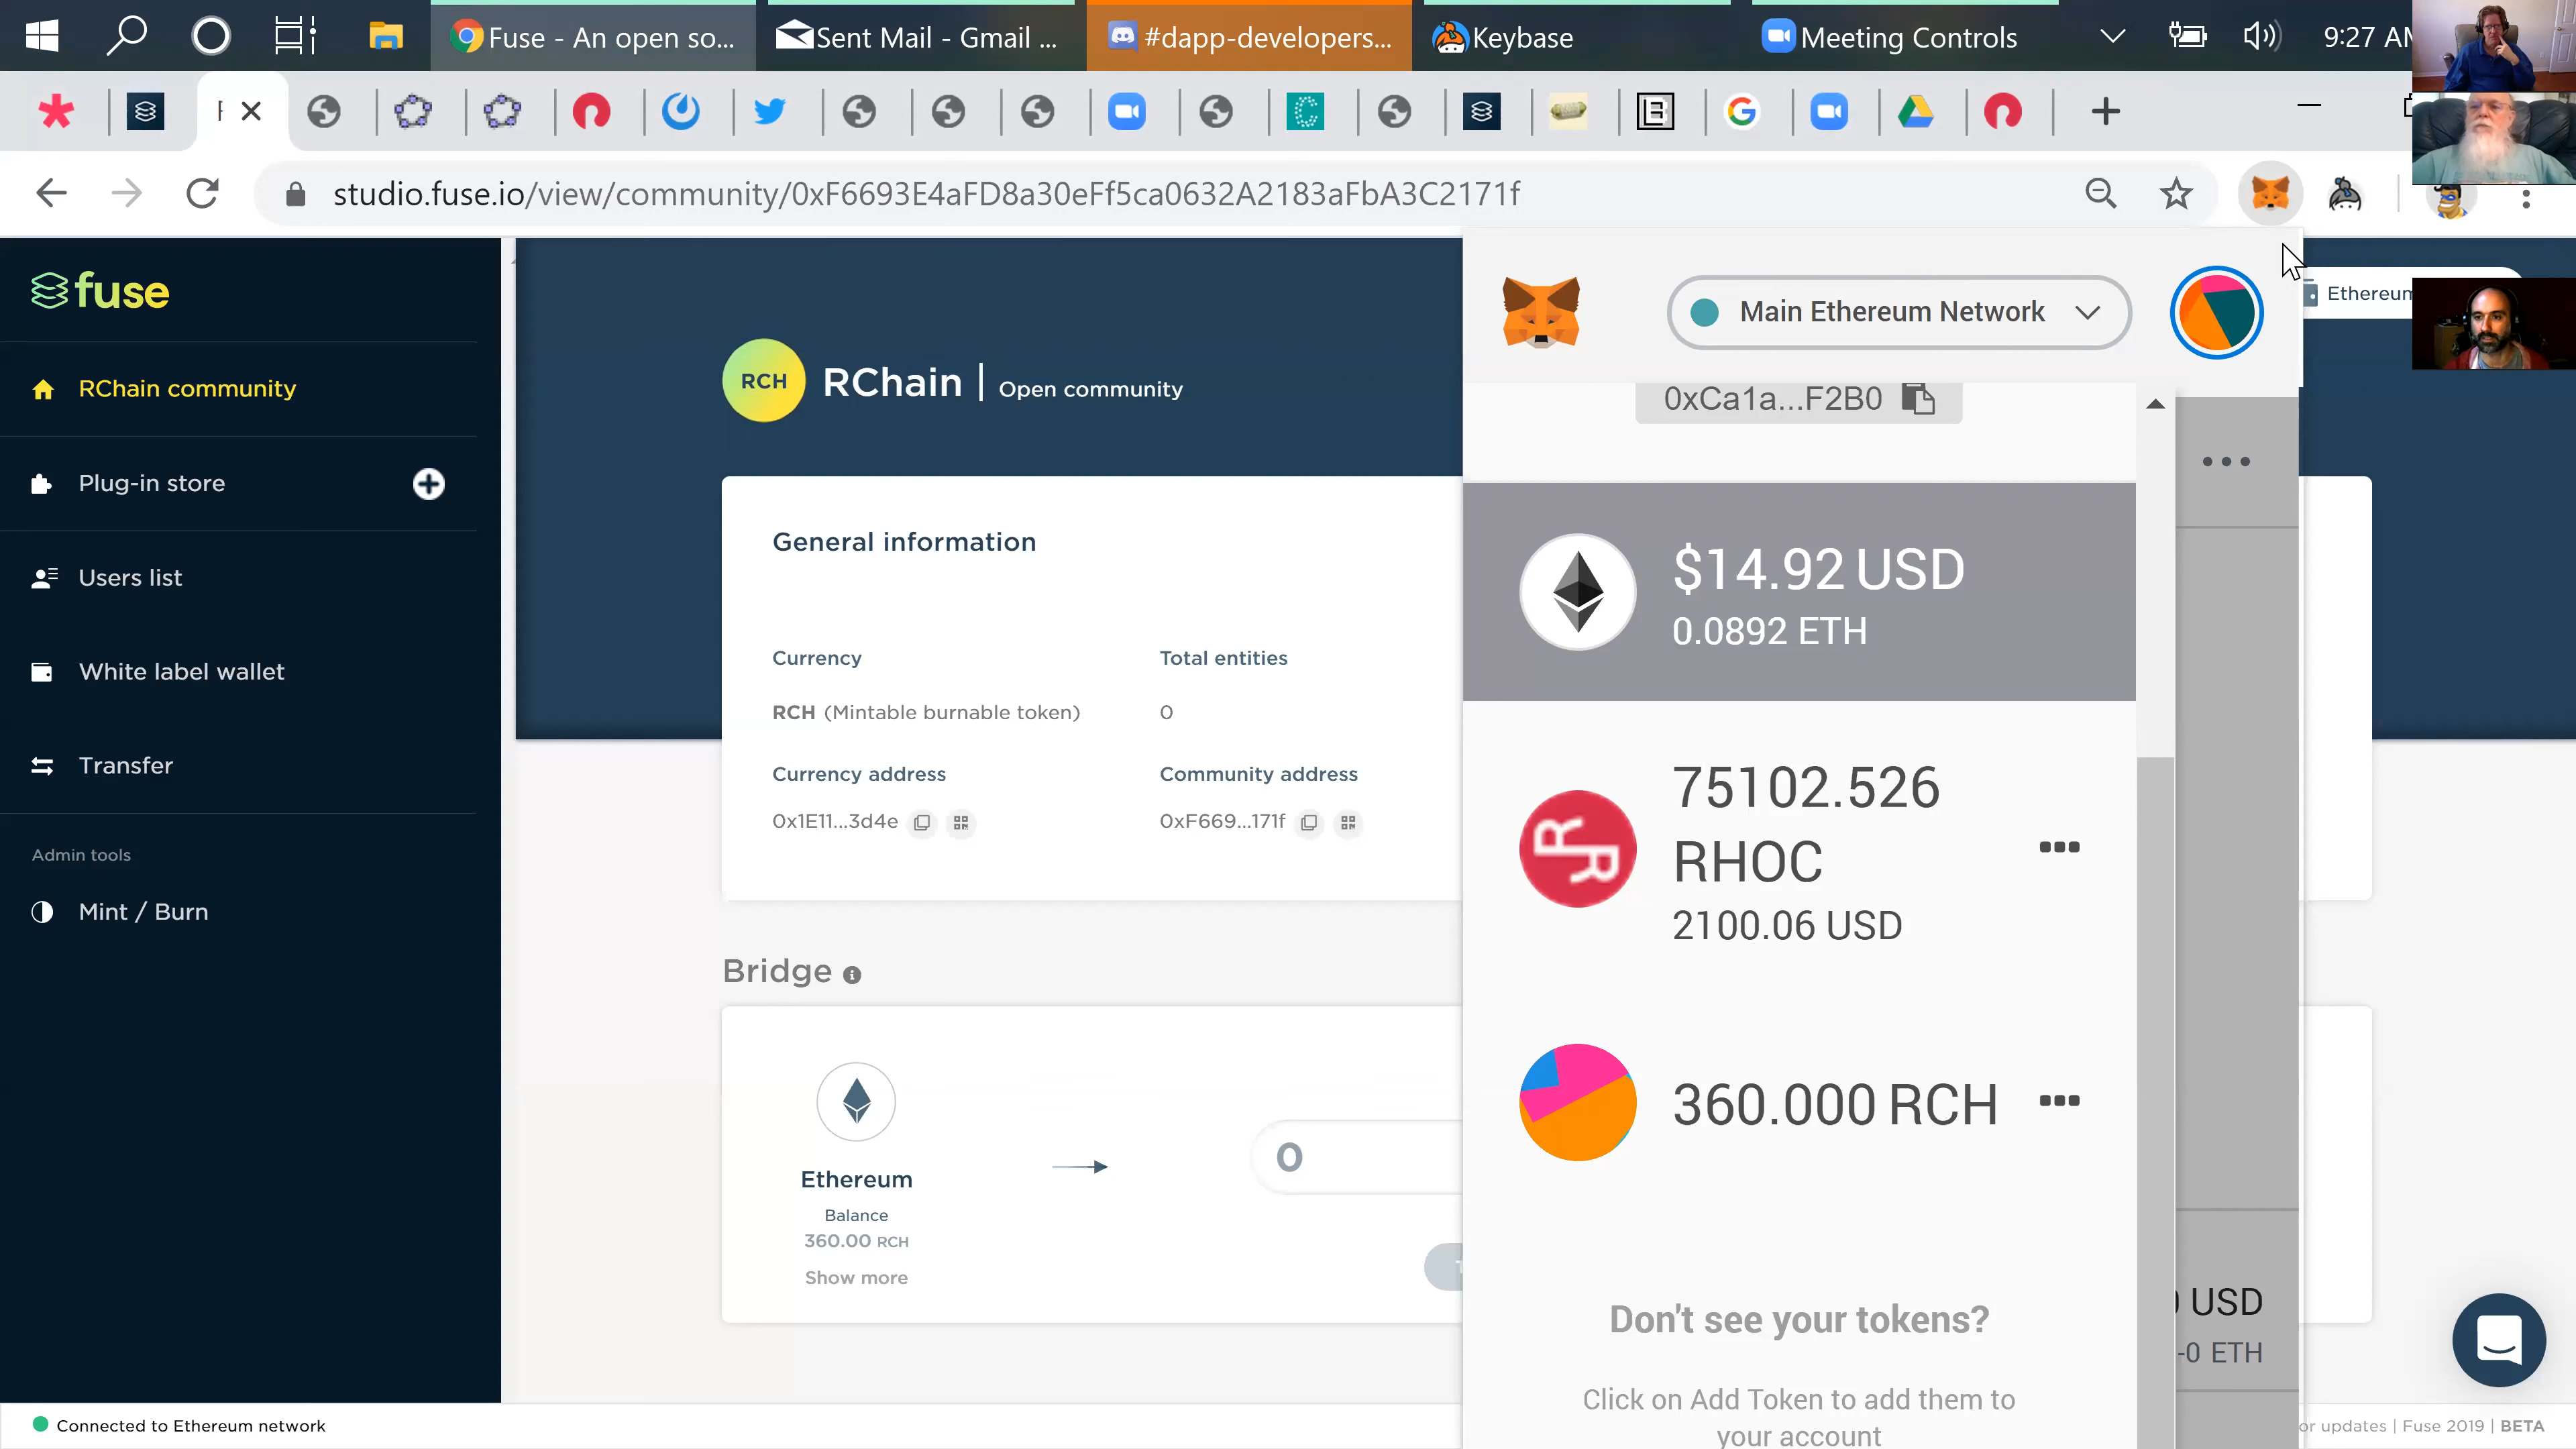 Fuse - An open so...
Sent Mail - Gmail ...
#dapp-developers...
Keybase
Meeting Controls
9:27 AM
studio.fuse.io/view/community/0xF6693E4aFD8a30eFf5ca0632A2183aFbA3C2171f
fuse
RChain community
Plug-in store
Users list
White label wallet
Transfer
Admin tools
Mint / Burn
RCH
RChain | Open community
General information
Currency
Total entities
RCH (Mintable burnable token)
0
Currency address
Community address
0x1E11...3d4e
0xF669...171f
Bridge
Ethereum
Balance
360.00 RCH
Show more
0
Main Ethereum Network
Ethereum
0xCa1a...F2B0
$14.92 USD
0.0892 ETH
75102.526
RHOC
2100.06 USD
360.000 RCH
Don't see your tokens?
Click on Add Token to add them to
your account
USD
-0 ETH
Connected to Ethereum network
or updates | Fuse 2019 | BETA